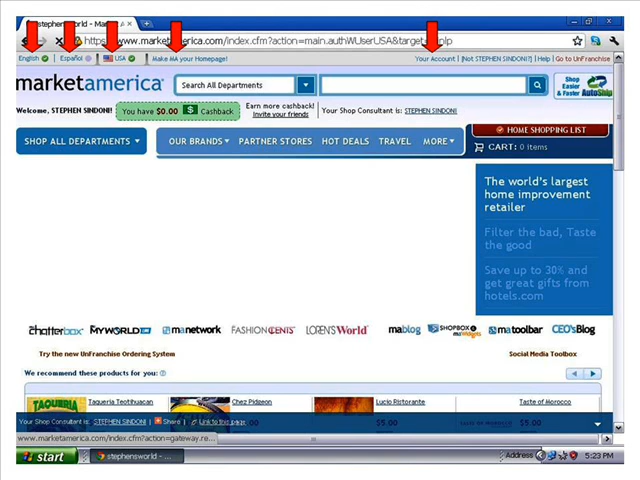 stephensworld - Mar
https://www.marketamerica.com/index.cfm?action=main.authWUserUSA&target
English Español USA Make MA your Homepage! Your Account | [Not STEPHEN SINDONI?] | Help | Go to UnFranchise
marketamerica Search All Departments Shop Easier & Faster AutoShip
Welcome, STEPHEN SINDONI You have $0.00 $ Cashback Earn more cashback! Invite your friends! Your Shop Consultant is: STEPHEN SINDONI
SHOP ALL DEPARTMENTS OUR BRANDS PARTNER STORES HOT DEALS TRAVEL MORE
HOME SHOPPING LIST
CART: 0 items
The world's largest
home improvement
retailer
Filter the bad, Taste
the good
Save up to 30% and
get great gifts from
hotels.com
chatterbox MYWORLD manetwork FASHION CENTS LOREN'S World mablog SHOPBOX maWidgets matoolbar CEO'sBlog
Try the new UnFranchise Ordering System Social Media Toolbox
We recommend these products for you:
TAQUERIA Taqueria Teotihuacan Chez Pidgeon Lucio Ristorante Taste of Morocco
Your Shop Consultant is: STEPHEN SINDONI | Share | Link to this page $5.00 $5.00
www.marketamerica.com/index.cfm?action=gateway.re...
start stephensworld - ... Address 5:23 PM